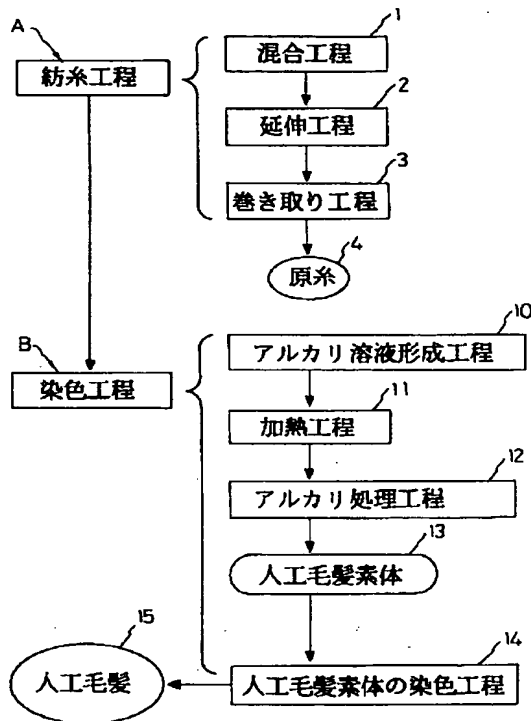 A
紡糸工程
1
混合工程
2
延伸工程
3
巻き取り工程
4
原糸
B
染色工程
10
アルカリ溶液形成工程
11
加熱工程
12
アルカリ処理工程
13
人工毛髪素体
14
人工毛髪素体の染色工程
15
人工毛髪